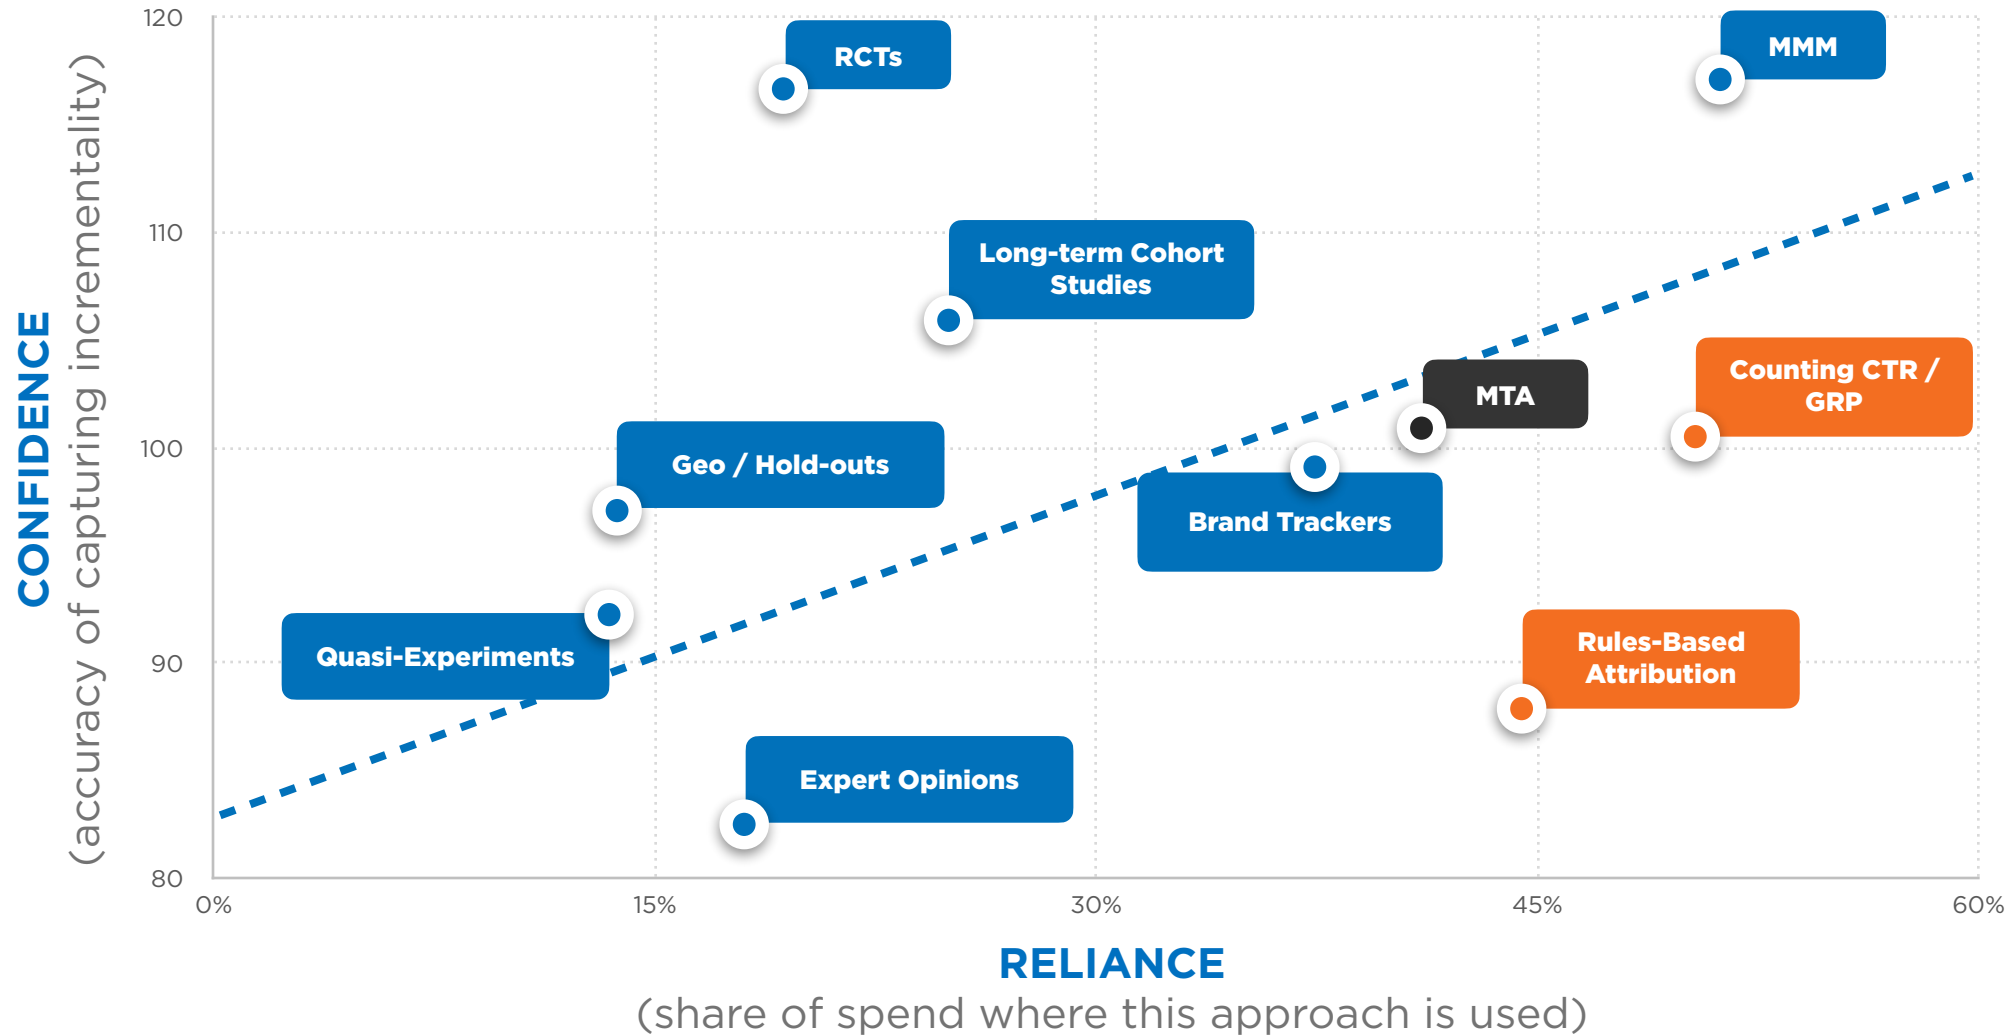 120
RCTs
MMM
110
Long-term Cohort
Studies
Counting CTR /
GRP
MTA
100
Geo / Hold-outs
Brand Trackers
90
Quasi-Experiments
Rules-Based
Attribution
Expert Opinions
80
CONFIDENCE
(accuracy of capturing incrementality)
0%
15%
30%
45%
60%
RELIANCE
(share of spend where this approach is used)